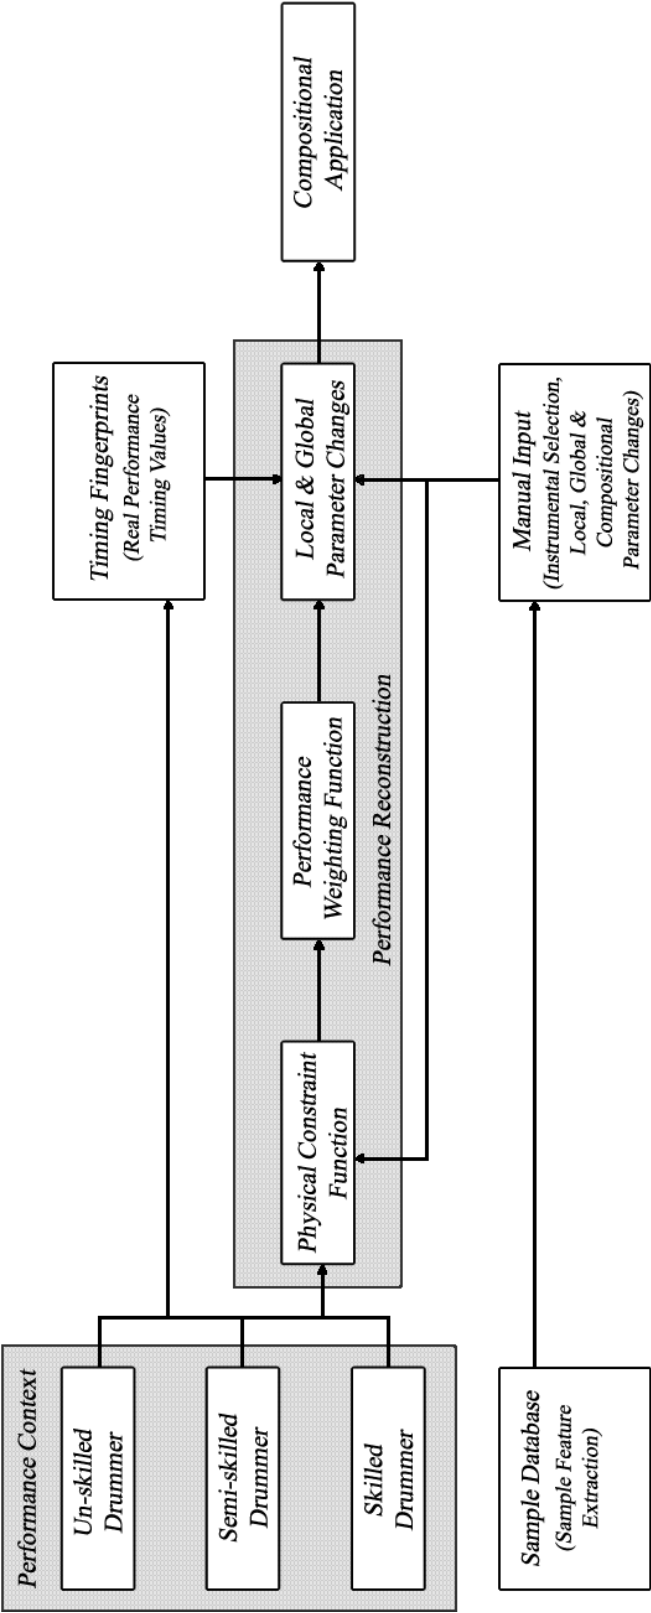 Performance Context
Un-skilled
Drummer
Semi-skilled
Drummer
Skilled
Drummer
Sample Database
(Sample Feature
Extraction)
Physical Constraint
Function
Performance
Weighting Function
Performance Reconstruction
Timing Fingerprints
(Real Performance
Timing Values)
Local & Global
Parameter Changes
Manual Input
(Instrumental Selection,
Local, Global &
Compositional
Parameter Changes)
Compositional
Application